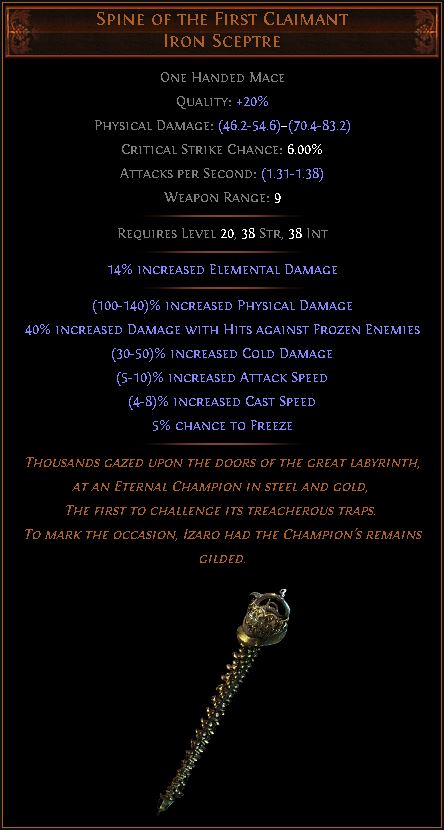 Spine of the First Claimant
Iron Sceptre
One Handed Mace
Quality: +20%
Physical Damage: (46.2-54.6)–(70.4-83.2)
Critical Strike Chance: 6.00%
Attacks per Second: (1.31-1.38)
Weapon Range: 9
Requires Level 20, 38 Str, 38 Int
14% increased Elemental Damage
(100-140)% increased Physical Damage
40% increased Damage with Hits against Frozen Enemies
(30-50)% increased Cold Damage
(5-10)% increased Attack Speed
(4-8)% increased Cast Speed
5% chance to Freeze
Thousands gazed upon the doors of the great labyrinth,
at an Eternal Champion in steel and gold,
The first to challenge its treacherous traps.
To mark the occasion, Izaro had the Champion's remains
gilded.